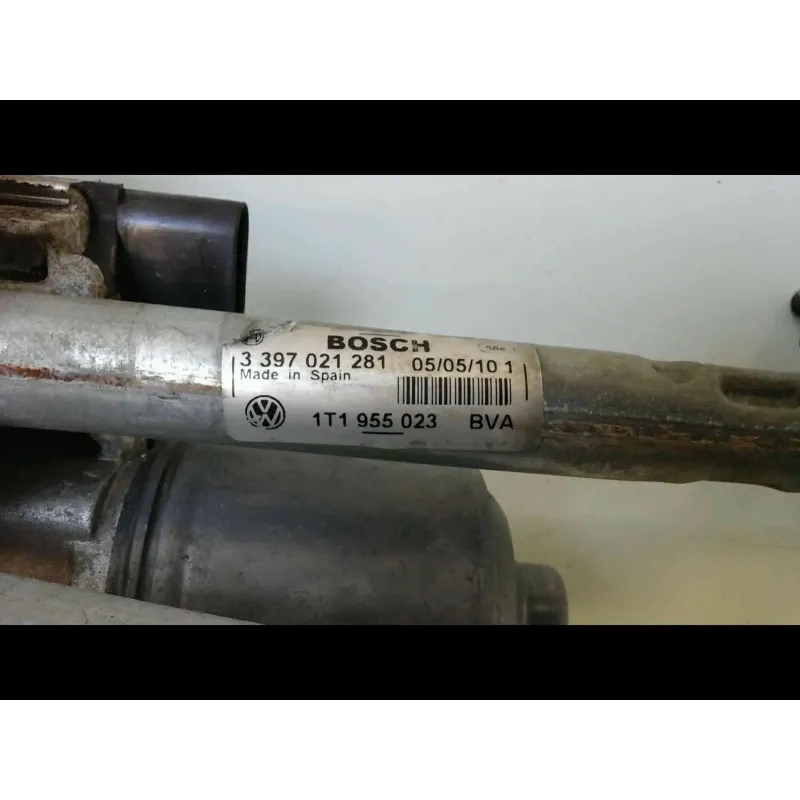 BOSCH
3 397 021 281 05/05/10 1
Made in Spain
1T1 955 023 BVA